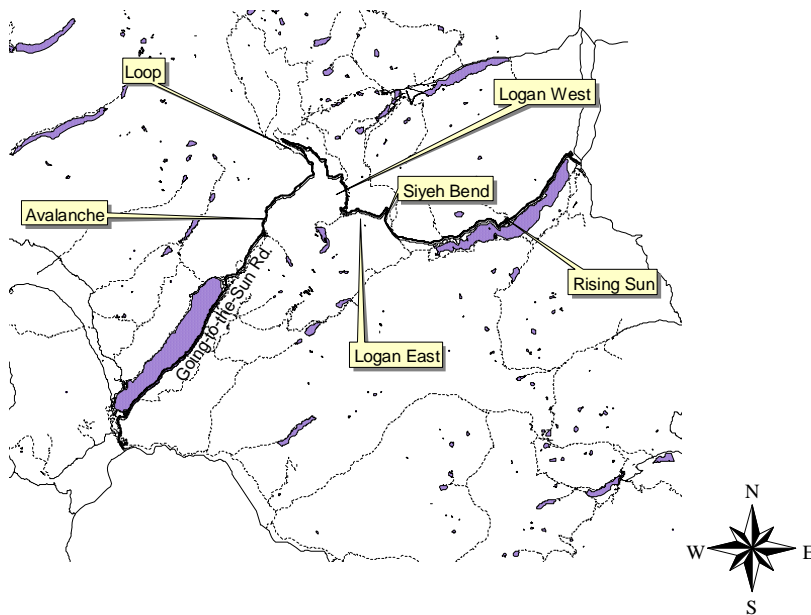 Loop
Logan West
Siyeh Bend
Avalanche
Rising Sun
Going-to-the-Sun Rd.
Logan East
N
W
E
S